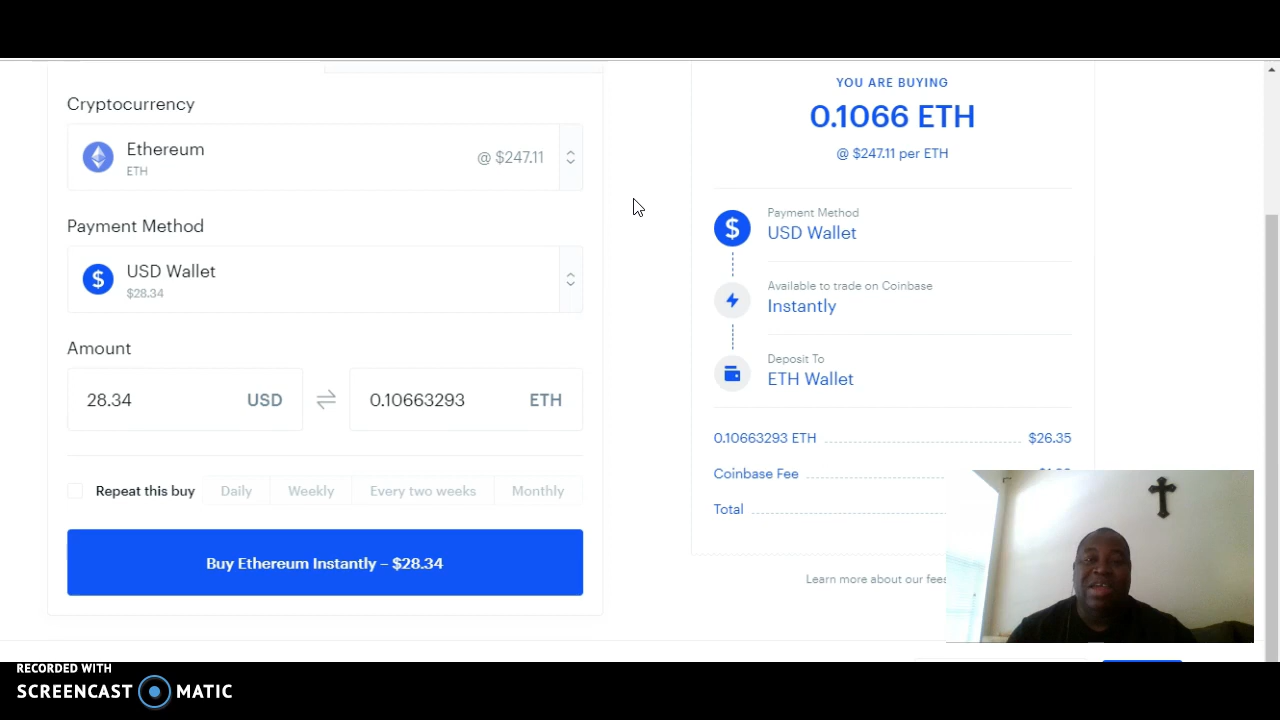 Cryptocurrency
Ethereum
ETH
@ $247.11
Payment Method
USD Wallet
$28.34
Amount
28.34 USD
0.10663293 ETH
Repeat this buy Daily Weekly Every two weeks Monthly
Buy Ethereum Instantly – $28.34
YOU ARE BUYING
0.1066 ETH
@ $247.11 per ETH
Payment Method
USD Wallet
Available to trade on Coinbase
Instantly
Deposit To
ETH Wallet
0.10663293 ETH $26.35
Coinbase Fee
Total
Learn more about our fees
RECORDED WITH
SCREENCAST MATIC